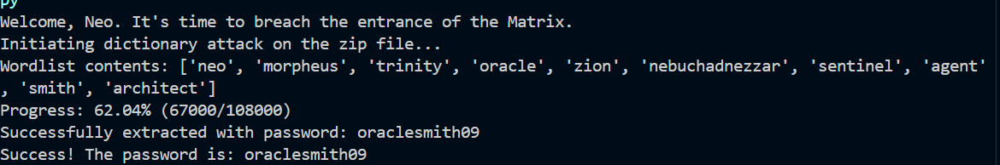 py
Welcome, Neo. It's time to breach the entrance of the Matrix.
Initiating dictionary attack on the zip file...
Wordlist contents: ['neo', 'morpheus', 'trinity', 'oracle', 'zion', 'nebuchadnezzar', 'sentinel', 'agent'
, 'smith', 'architect']
Progress: 62.04% (67000/108000)
Successfully extracted with password: oraclesmith09
Success! The password is: oraclesmith09